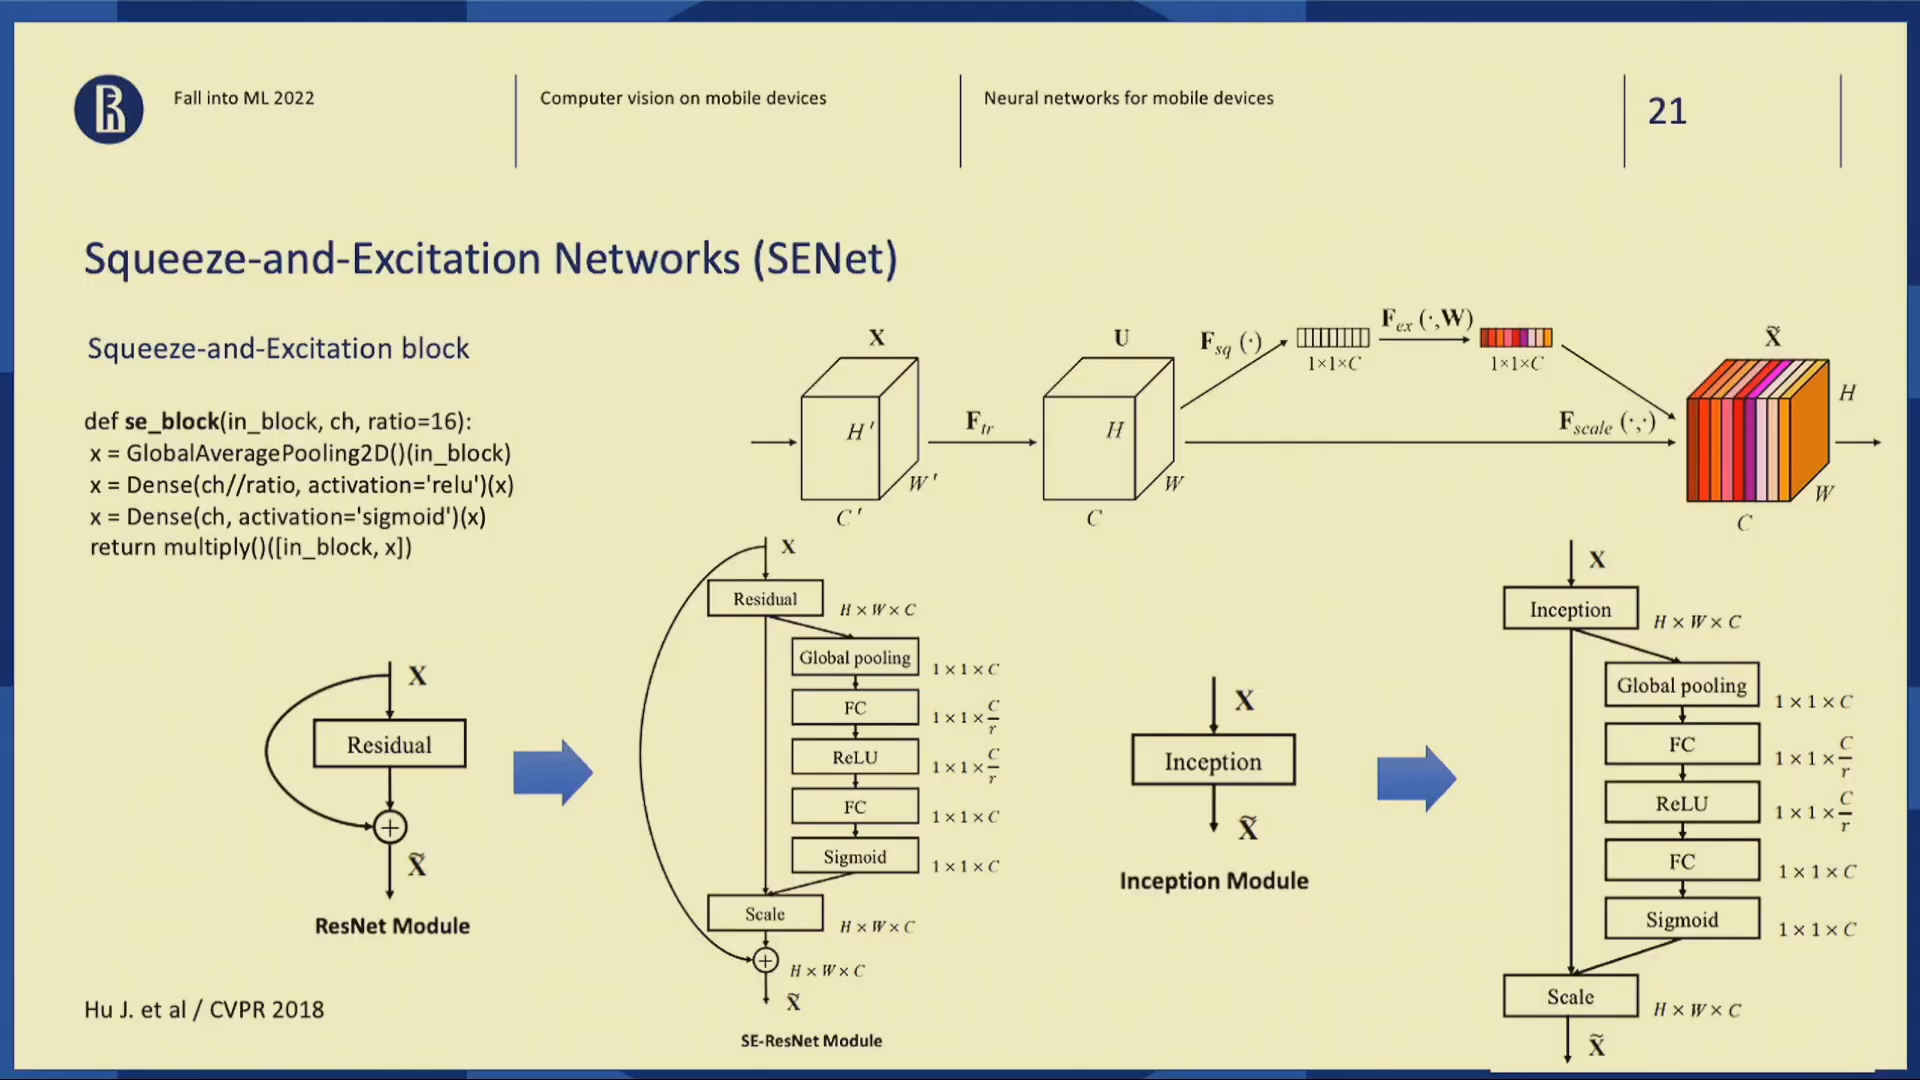 Fall into ML 2022
Computer vision on mobile devices
Neural networks for mobile devices
21
Squeeze-and-Excitation Networks (SENet)
Squeeze-and-Excitation block
def se_block(in_block, ch, ratio=16):
x = GlobalAveragePooling2D()(in_block)
x = Dense(ch//ratio, activation='relu')(x)
x = Dense(ch, activation='sigmoid')(x)
return multiply()([in_block, x])
X
H'
W'
C'
F_tr
U
H
W
C
F_sq (·)
1×1×C
F_ex (·,W)
1×1×C
F_scale (·,·)
X̃
H
W
C
X
Residual
+
X̃
ResNet Module
X
Residual
H × W × C
Global pooling
1 × 1 × C
FC
1 × 1 × C/r
ReLU
1 × 1 × C/r
FC
1 × 1 × C
Sigmoid
1 × 1 × C
Scale
H × W × C
+
H × W × C
X̃
SE-ResNet Module
X
Inception
X̃
Inception Module
X
Inception
H × W × C
Global pooling
1 × 1 × C
FC
1 × 1 × C/r
ReLU
1 × 1 × C/r
FC
1 × 1 × C
Sigmoid
1 × 1 × C
Scale
H × W × C
X̃
Hu J. et al / CVPR 2018